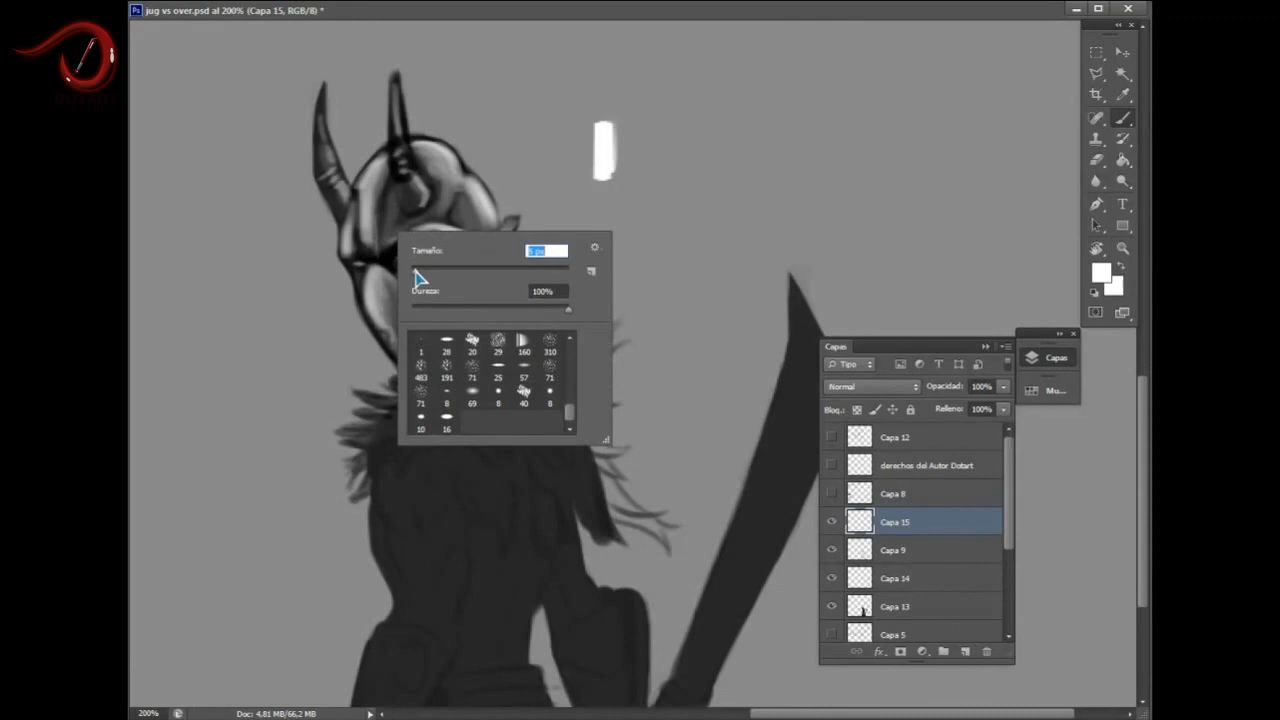 jug vs over.psd al 200% (Capa 15, RGB/8) *
Tamaño:
Dureza:
100%
1 28 20 29 160 310
483 191 71 25 57 71
71 8 69 8 40 8
10 16
Capas
Tipo
Normal
Opacidad: 100%
Bloq.:
Relleno: 100%
Capa 12
derechos del Autor Dotart
Capa 8
Capa 15
Capa 9
Capa 14
Capa 13
Capa 5
Capas
Mu...
200%
Doc: 4,81 MB/66,2 MB